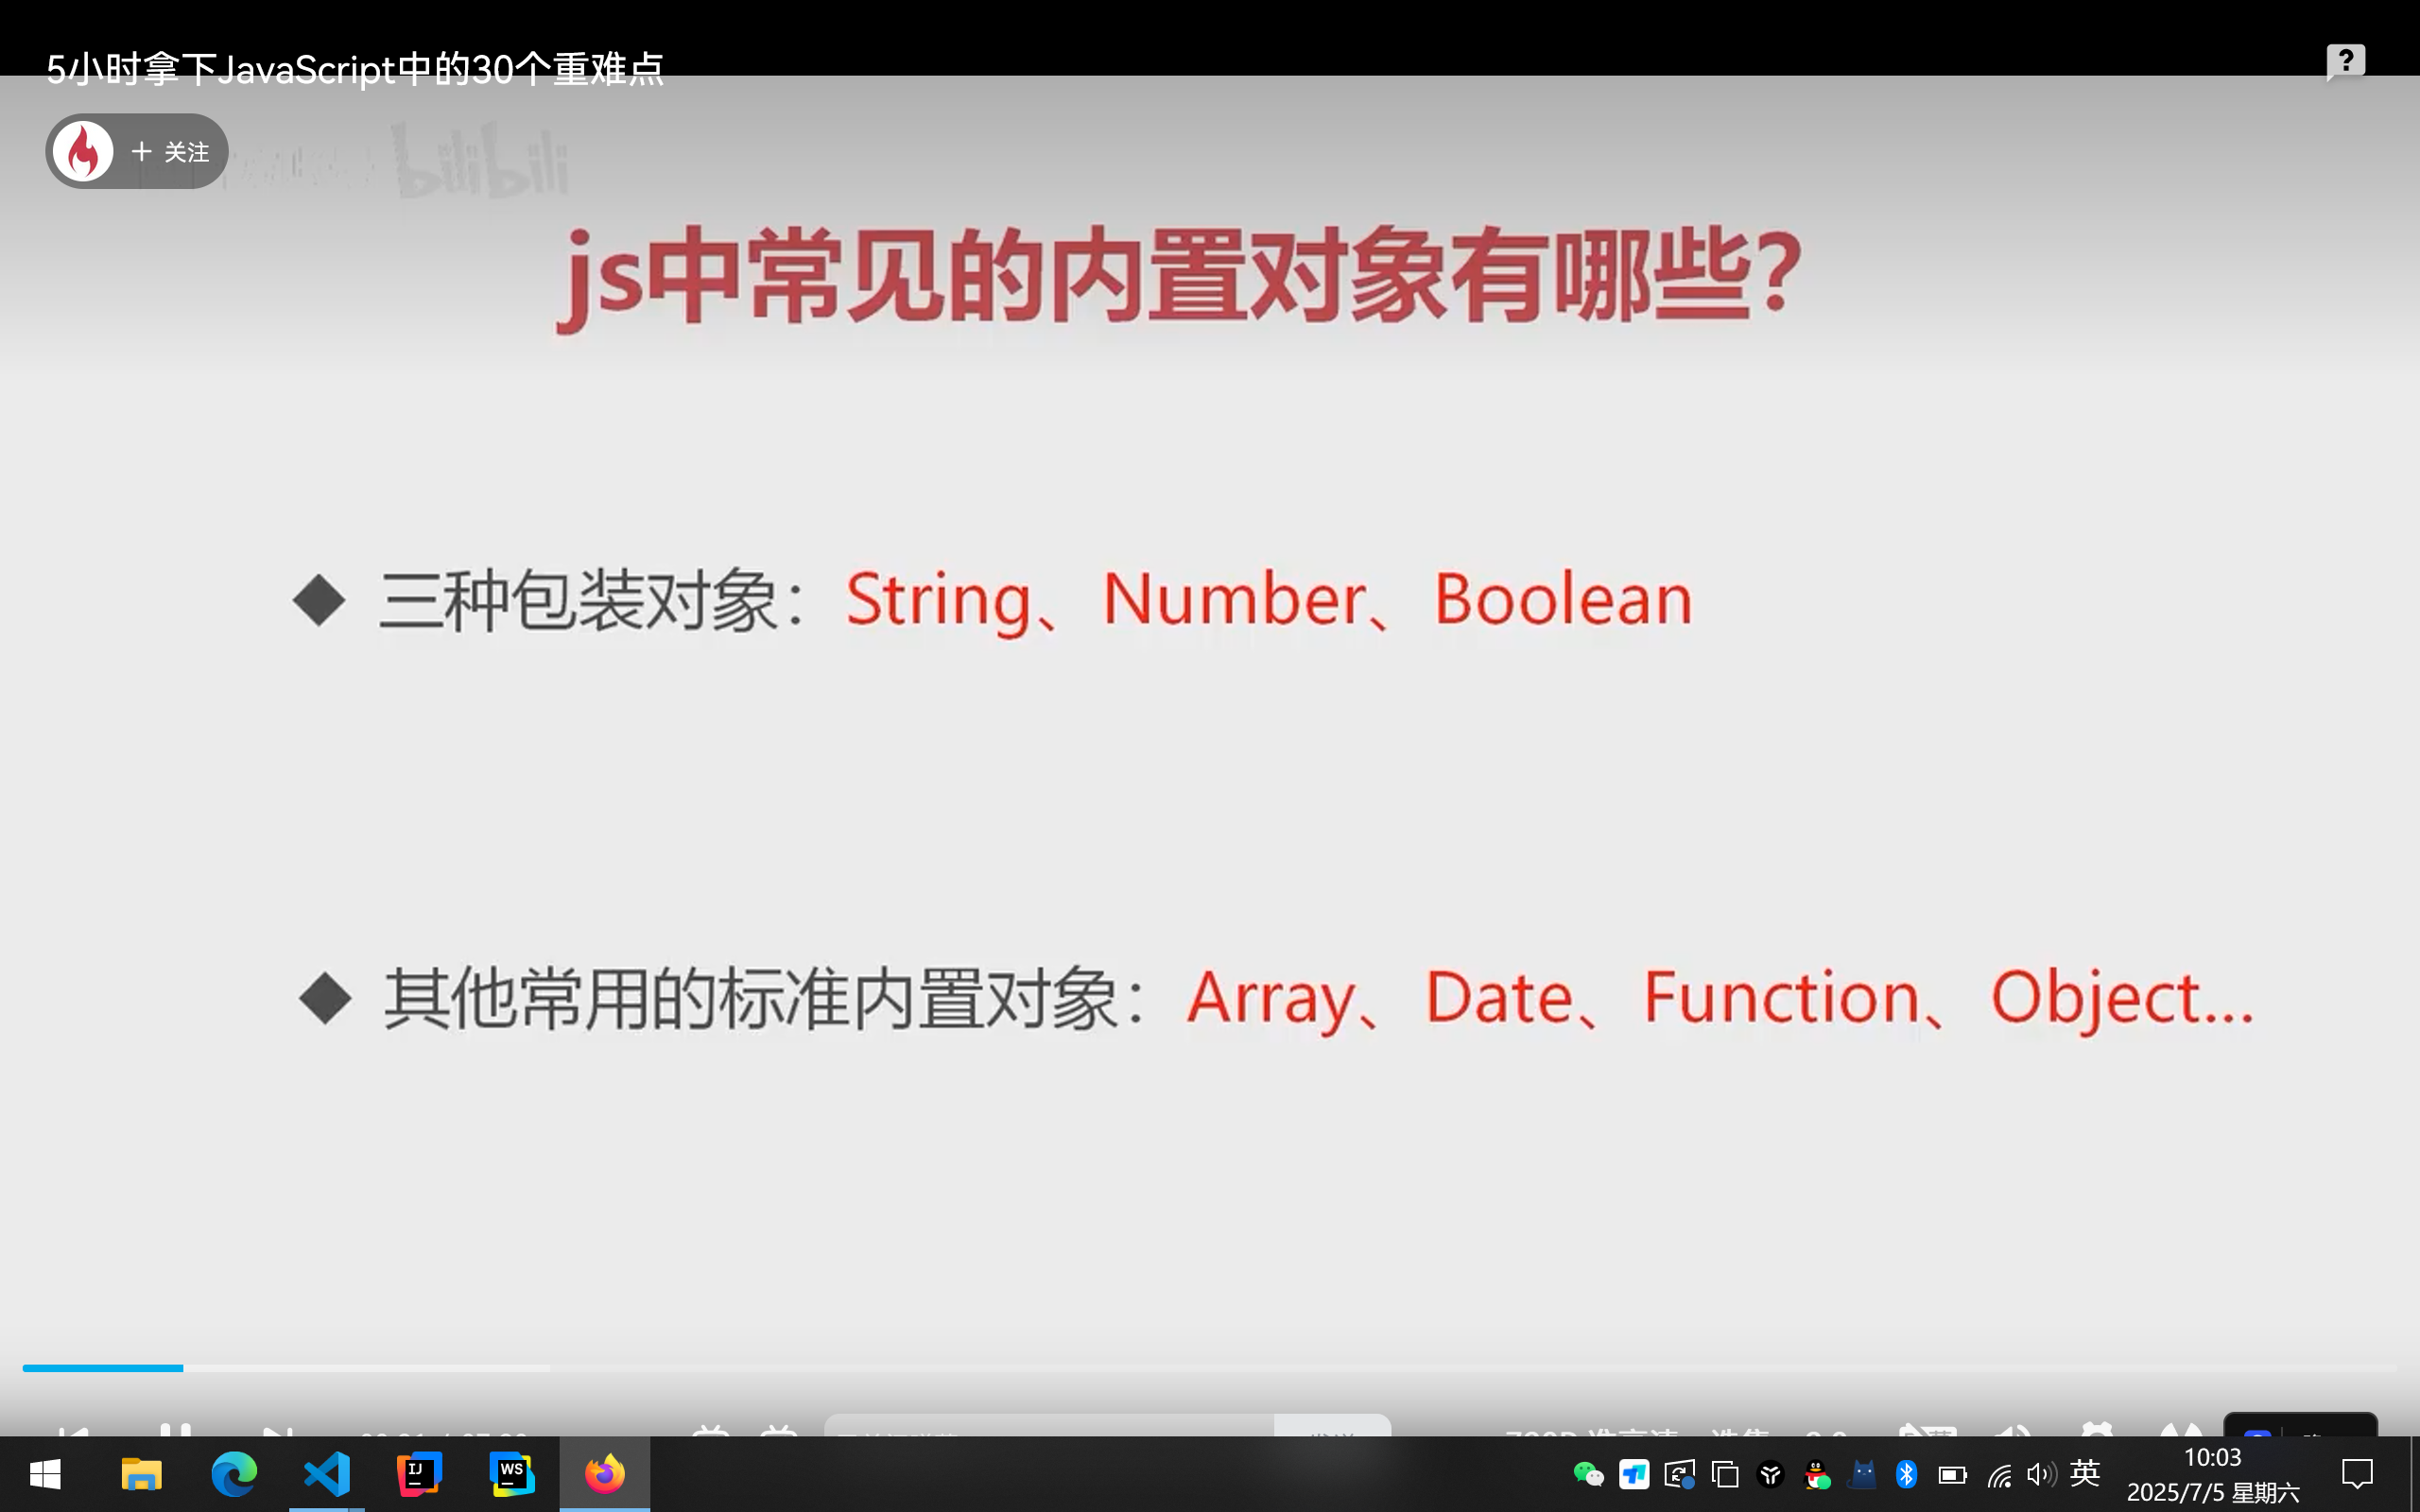 5小时拿下JavaScript中的30个重难点
?
+ 关注
bilibili
js中常见的内置对象有哪些？
三种包装对象：String、Number、Boolean
其他常用的标准内置对象：Array、Date、Function、Object...
IJ
WS
英
10:03
2025/7/5 星期六